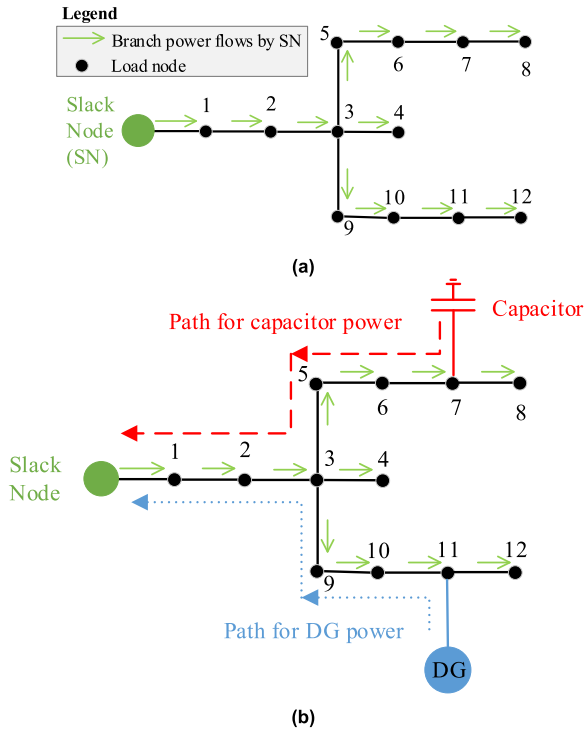 Legend
Branch power flows by SN
Load node
Slack
Node
(SN)
1
2
3
4
5
6
7
8
9
10
11
12
(a)
Path for capacitor power
Capacitor
5
6
7
8
Slack
Node
1
2
3
4
9
10
11
12
Path for DG power
DG
(b)